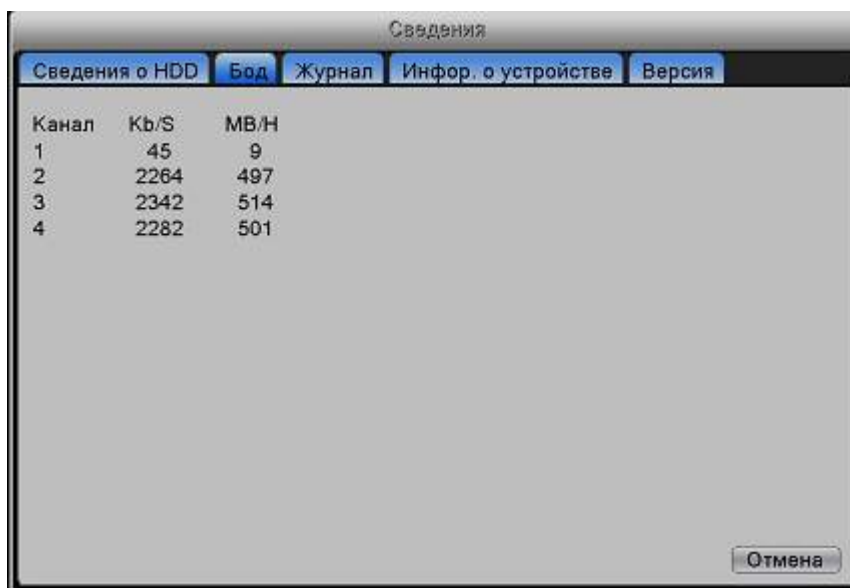 Сведения
Сведения о HDD Бод Журнал Инфор. о устройстве Версия
Канал Kb/S MB/H
1 45 9
2 2264 497
3 2342 514
4 2282 501
Отмена